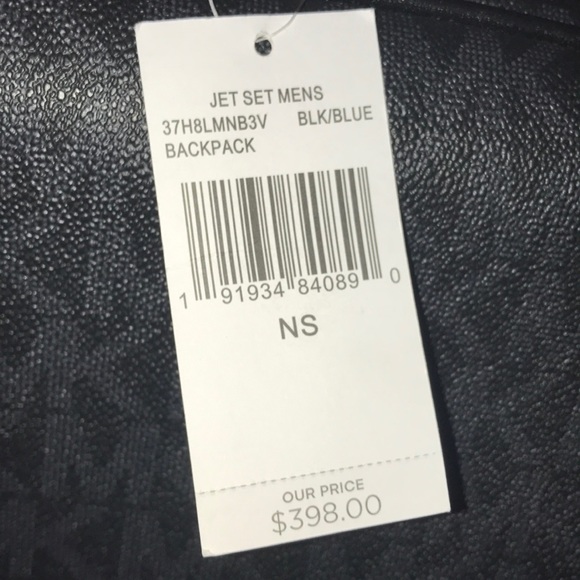 JET SET MENS
37H8LMNB3V BLK/BLUE
BACKPACK
1 91934 84089 0
NS
OUR PRICE
$398.00